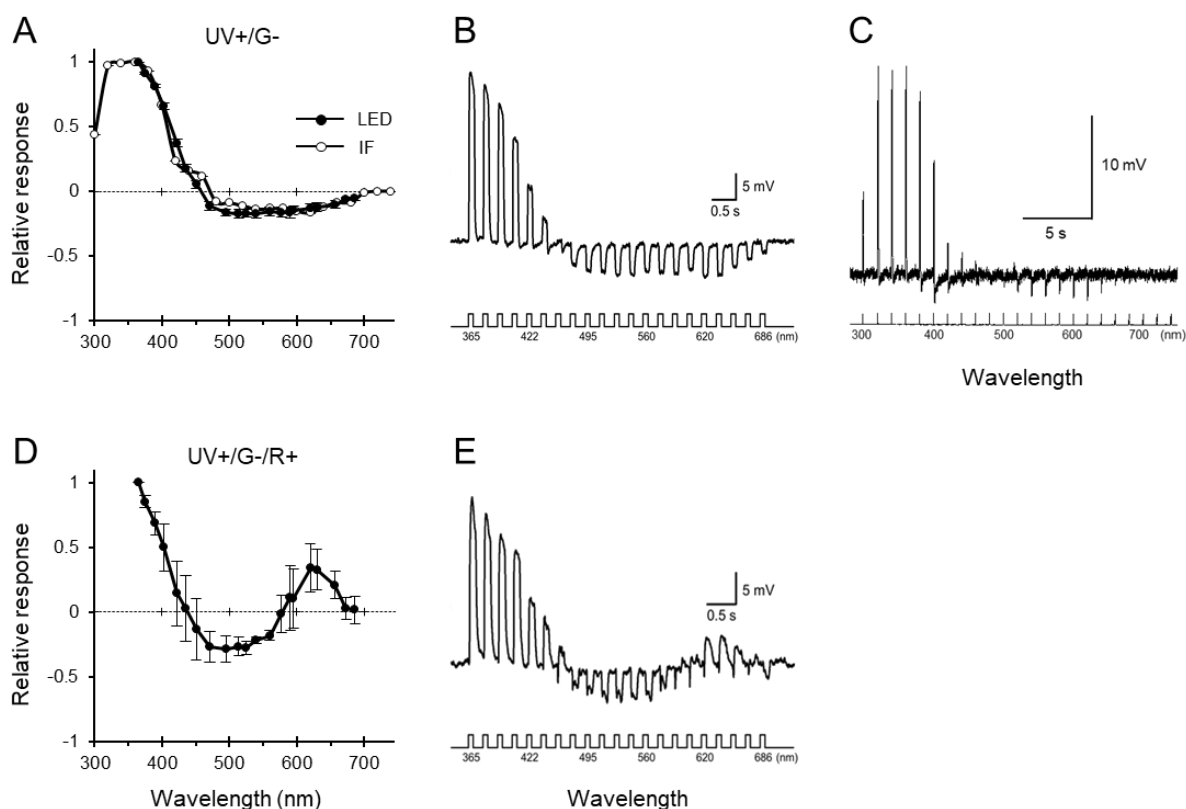 A
UV+/G-
1
0.5
0
-0.5
-1
300 400 500 600 700
Relative response
LED
IF
B
5 mV
0.5 s
365 422 495 560 620 686 (nm)
C
10 mV
5 s
300 400 500 600 700
Wavelength
D
UV+/G-/R+
1
0.5
0
-0.5
-1
300 400 500 600 700
Relative response
Wavelength (nm)
E
5 mV
0.5 s
365 422 495 560 620 686 (nm)
Wavelength